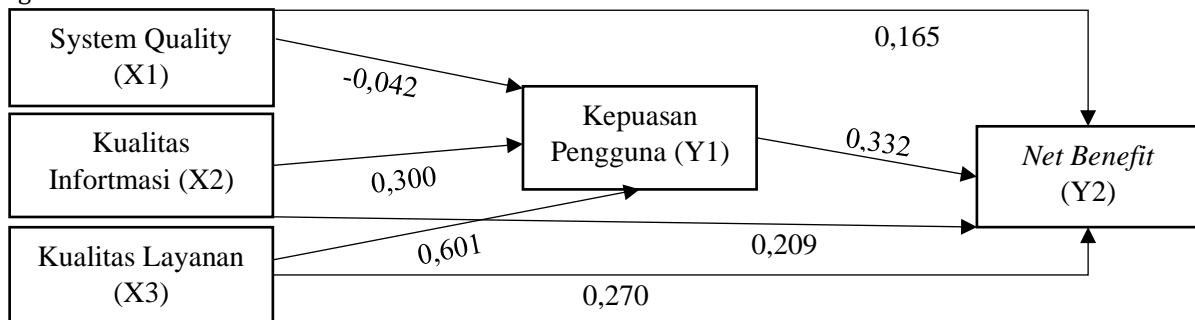 System Quality
(X1)
0,165
-0,042
Kepuasan
Pengguna (Y1)
Kualitas
Infortmasi (X2)
0,300
0,332
Net Benefit
(Y2)
Kualitas Layanan
(X3)
0,601
0,209
0,270